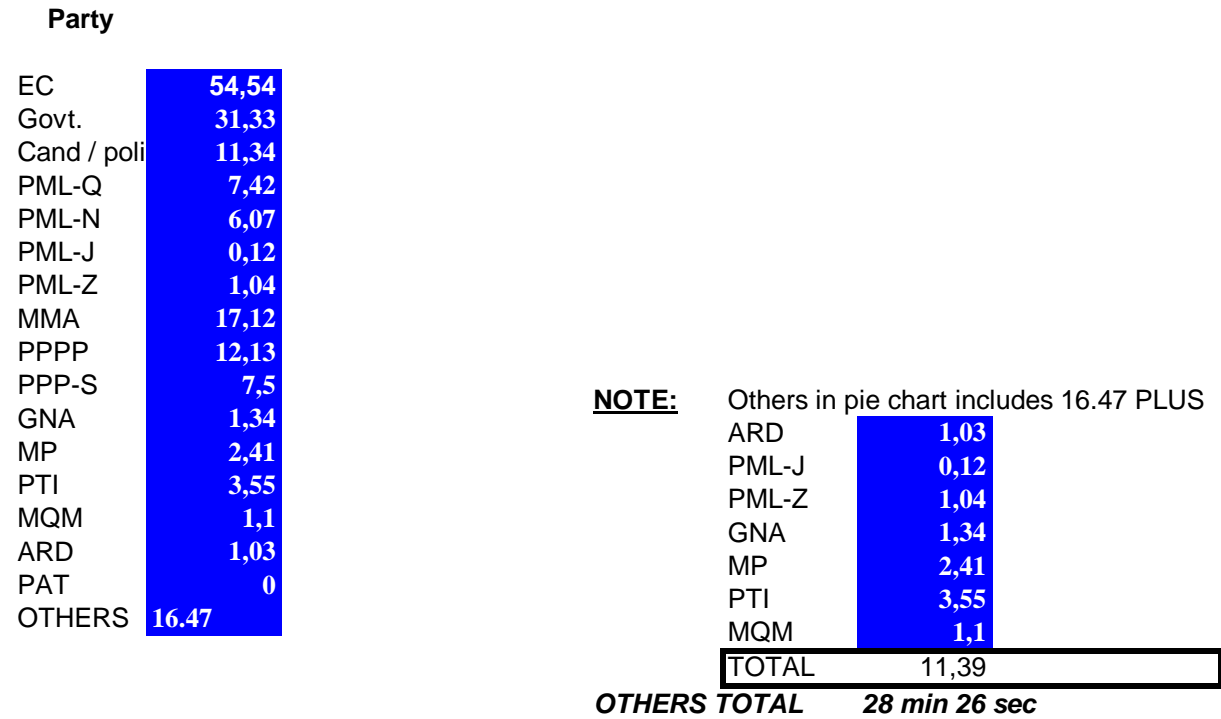 Party
EC 54,54
Govt. 31,33
Cand / poli 11,34
PML-Q 7,42
PML-N 6,07
PML-J 0,12
PML-Z 1,04
MMA 17,12
PPPP 12,13
PPP-S 7,5
GNA 1,34
MP 2,41
PTI 3,55
MQM 1,1
ARD 1,03
PAT 0
OTHERS 16.47
NOTE: Others in pie chart includes 16.47 PLUS
ARD 1,03
PML-J 0,12
PML-Z 1,04
GNA 1,34
MP 2,41
PTI 3,55
MQM 1,1
TOTAL 11,39
OTHERS TOTAL 28 min 26 sec